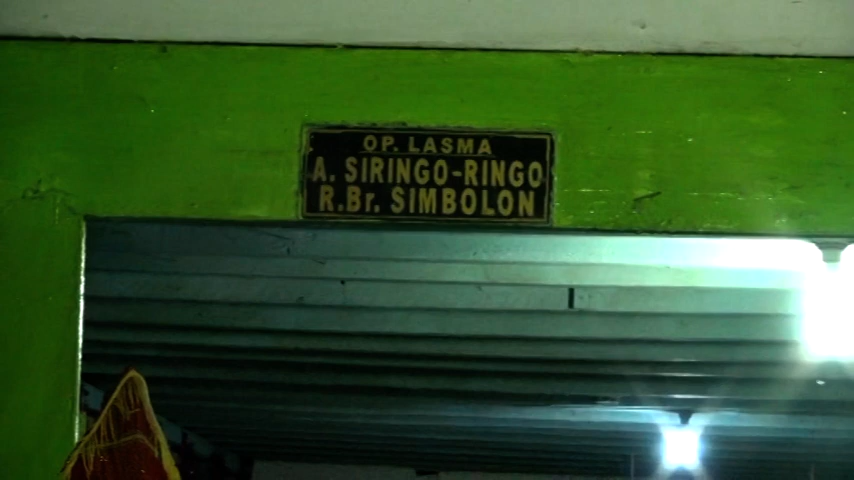 OP. LASMA
A. SIRINGO-RINGO
R.Br. SIMBOLON